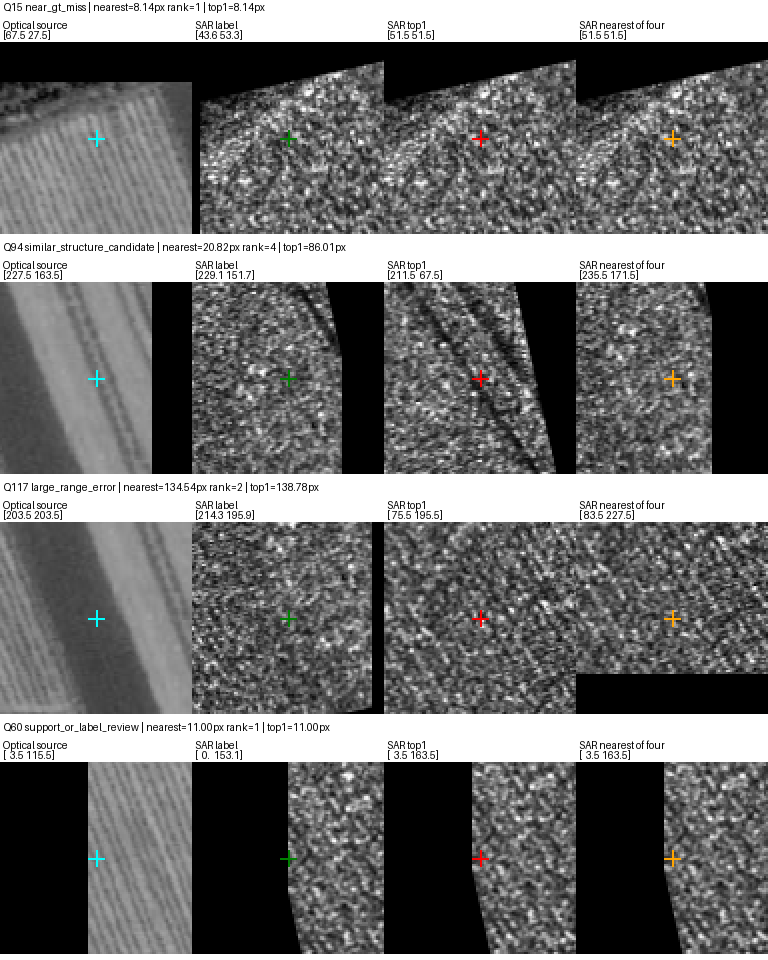 Q15 near_gt_miss | nearest=8.14px rank=1 | top1=8.14px
Optical source SAR label SAR top1 SAR nearest of four
[67.5 27.5] [43.6 53.3] [51.5 51.5] [51.5 51.5]
Q94 similar_structure_candidate | nearest=20.82px rank=4 | top1=86.01px
Optical source SAR label SAR top1 SAR nearest of four
[227.5 163.5] [229.1 151.7] [211.5 67.5] [235.5 171.5]
Q117 large_range_error | nearest=134.54px rank=2 | top1=138.78px
Optical source SAR label SAR top1 SAR nearest of four
[203.5 203.5] [214.3 195.9] [75.5 195.5] [83.5 227.5]
Q60 support_or_label_review | nearest=11.00px rank=1 | top1=11.00px
Optical source SAR label SAR top1 SAR nearest of four
[ 3.5 115.5] [ 0. 153.1] [ 3.5 163.5] [ 3.5 163.5]